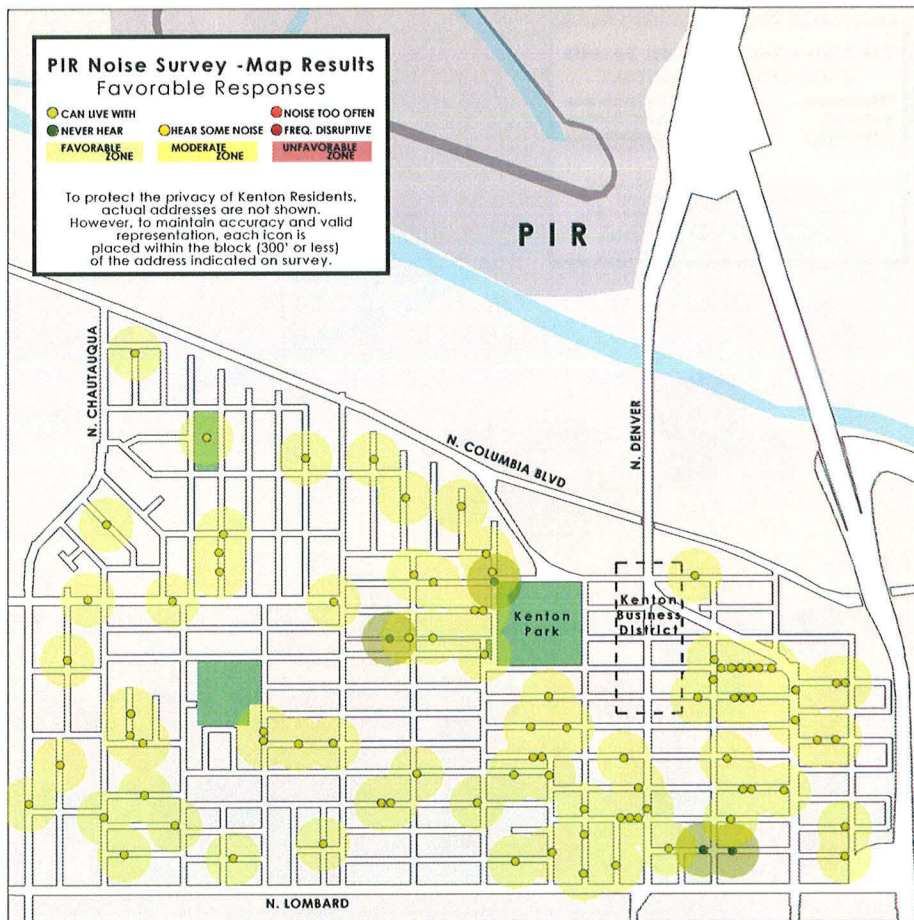 PIR Noise Survey -Map Results
Favorable Responses
CAN LIVE WITH
NOISE TOO OFTEN
NEVER HEAR
HEAR SOME NOISE
FREQ. DISRUPTIVE
FAVORABLE ZONE
MODERATE ZONE
UNFAVORABLE ZONE
To protect the privacy of Kenton Residents,
actual addresses are not shown.
However, to maintain accuracy and valid
representation, each icon is
placed within the block (300' or less)
of the address indicated on survey.
PIR
N. CHAUTAUQUA
N. COLUMBIA BLVD
N. DENVER
Kenton
Park
Kenton
Business
District
N. LOMBARD